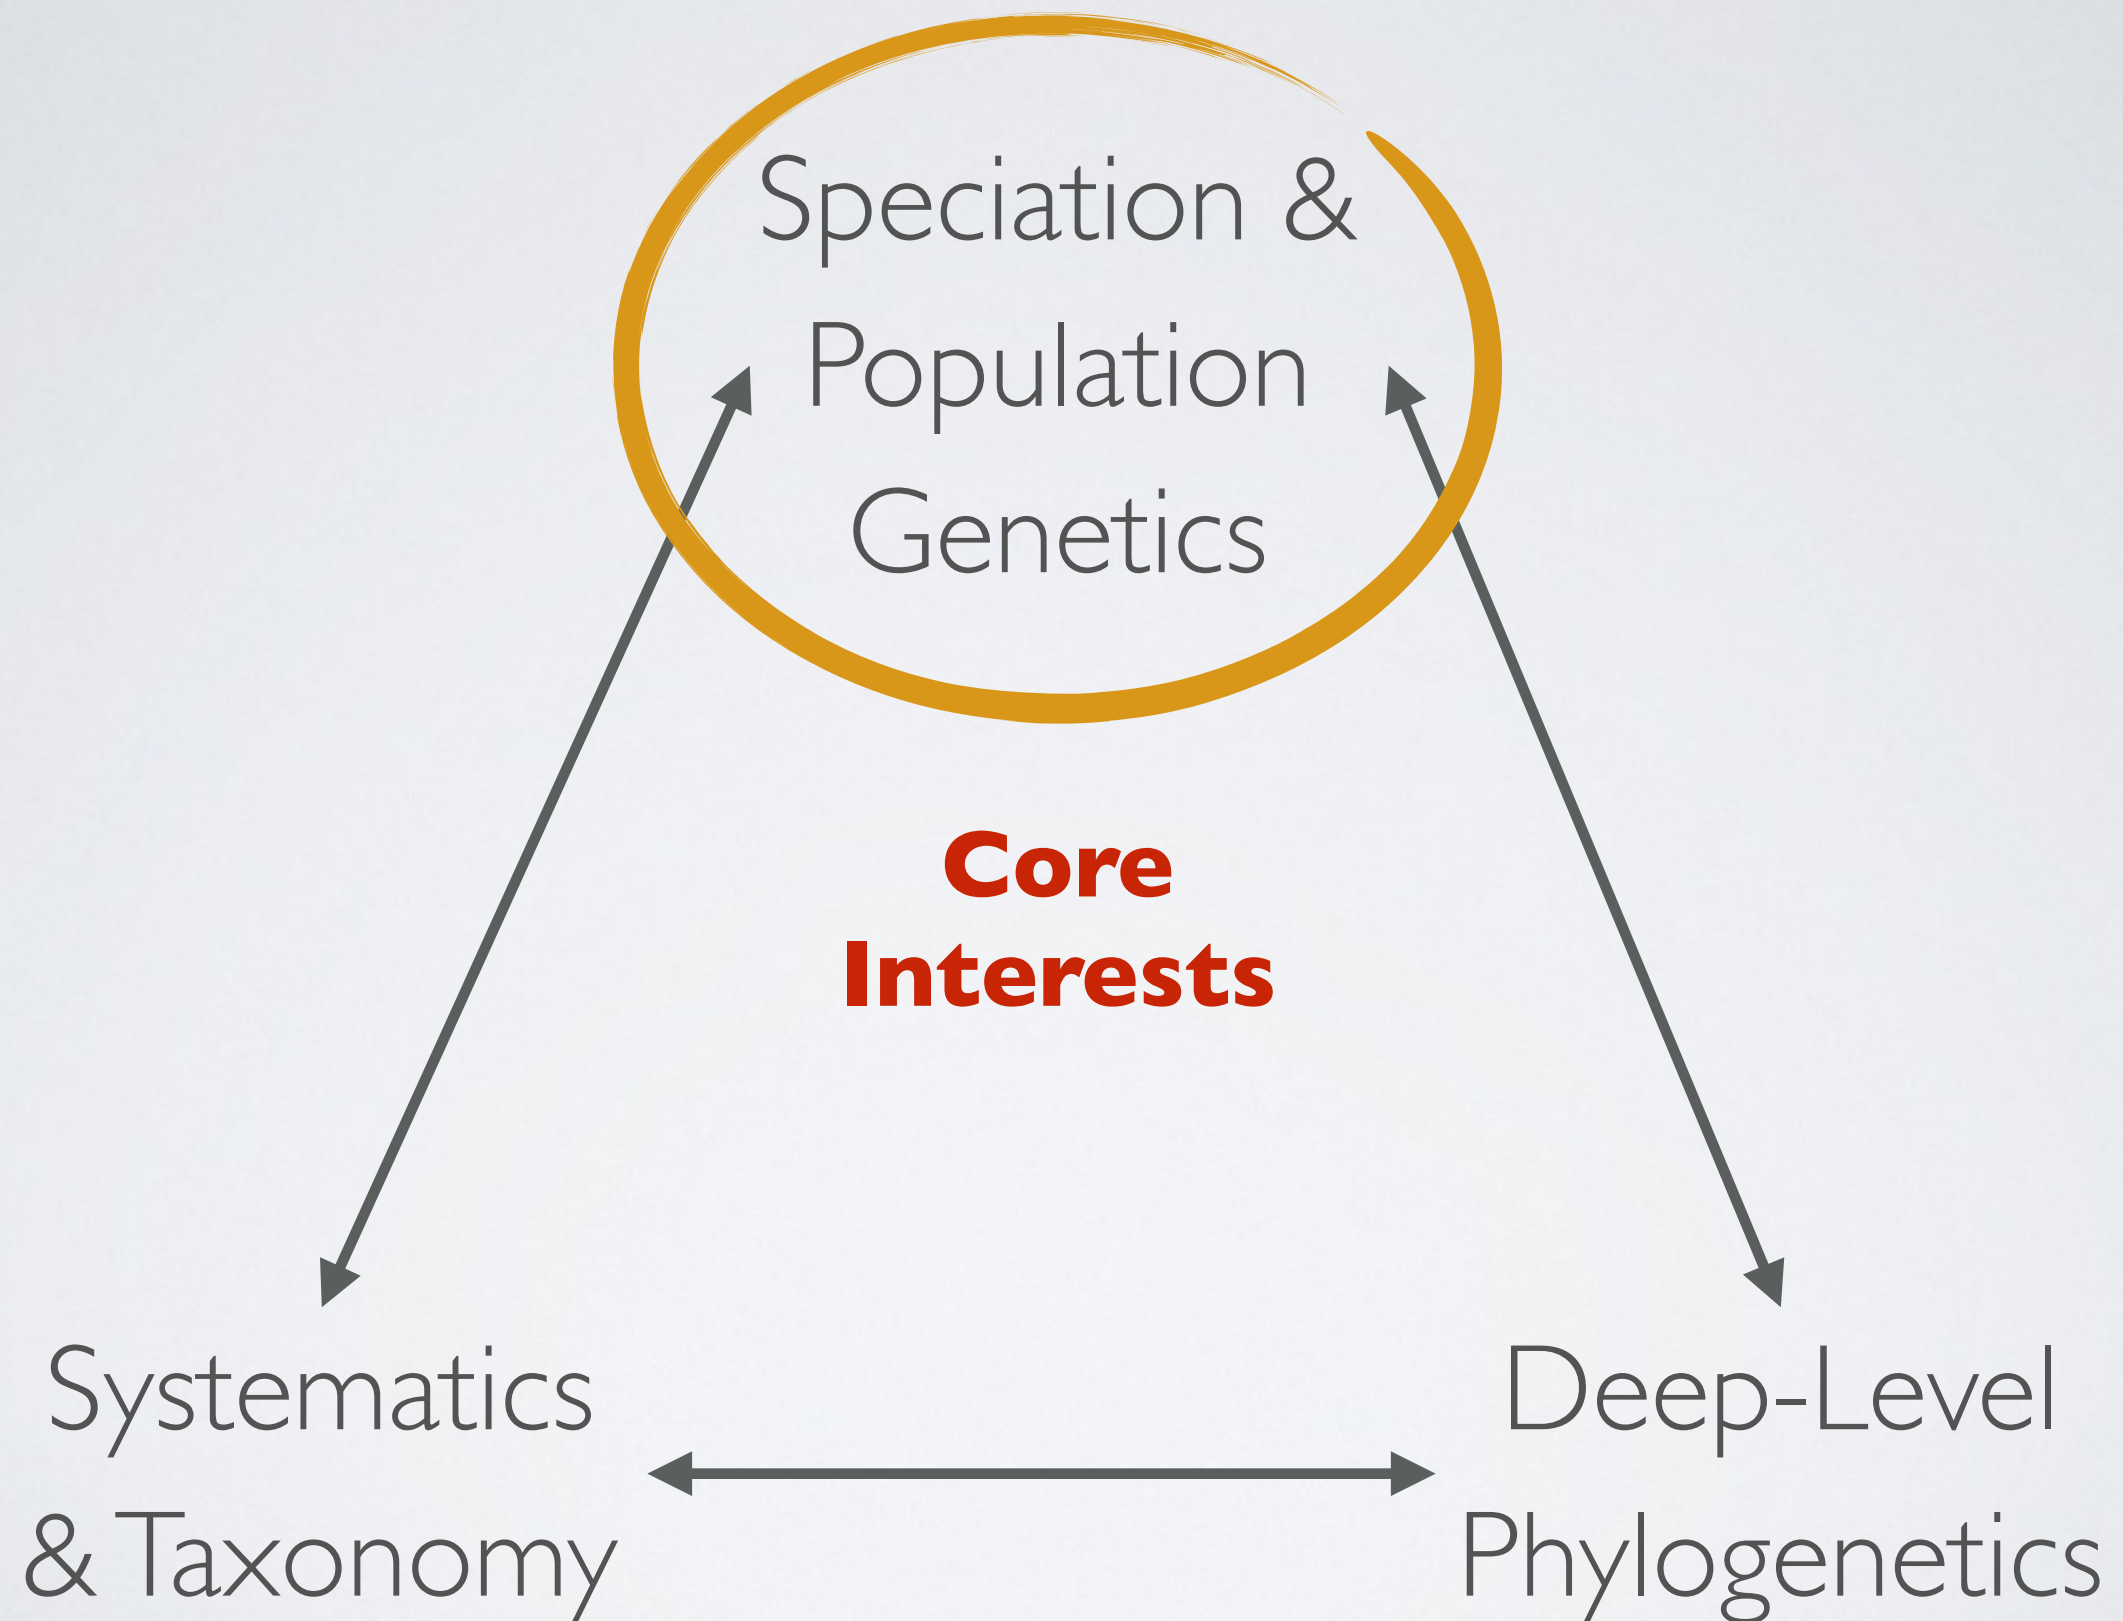 Speciation &
Population
Genetics
Core
Interests
Systematics
& Taxonomy
Deep-Level
Phylogenetics